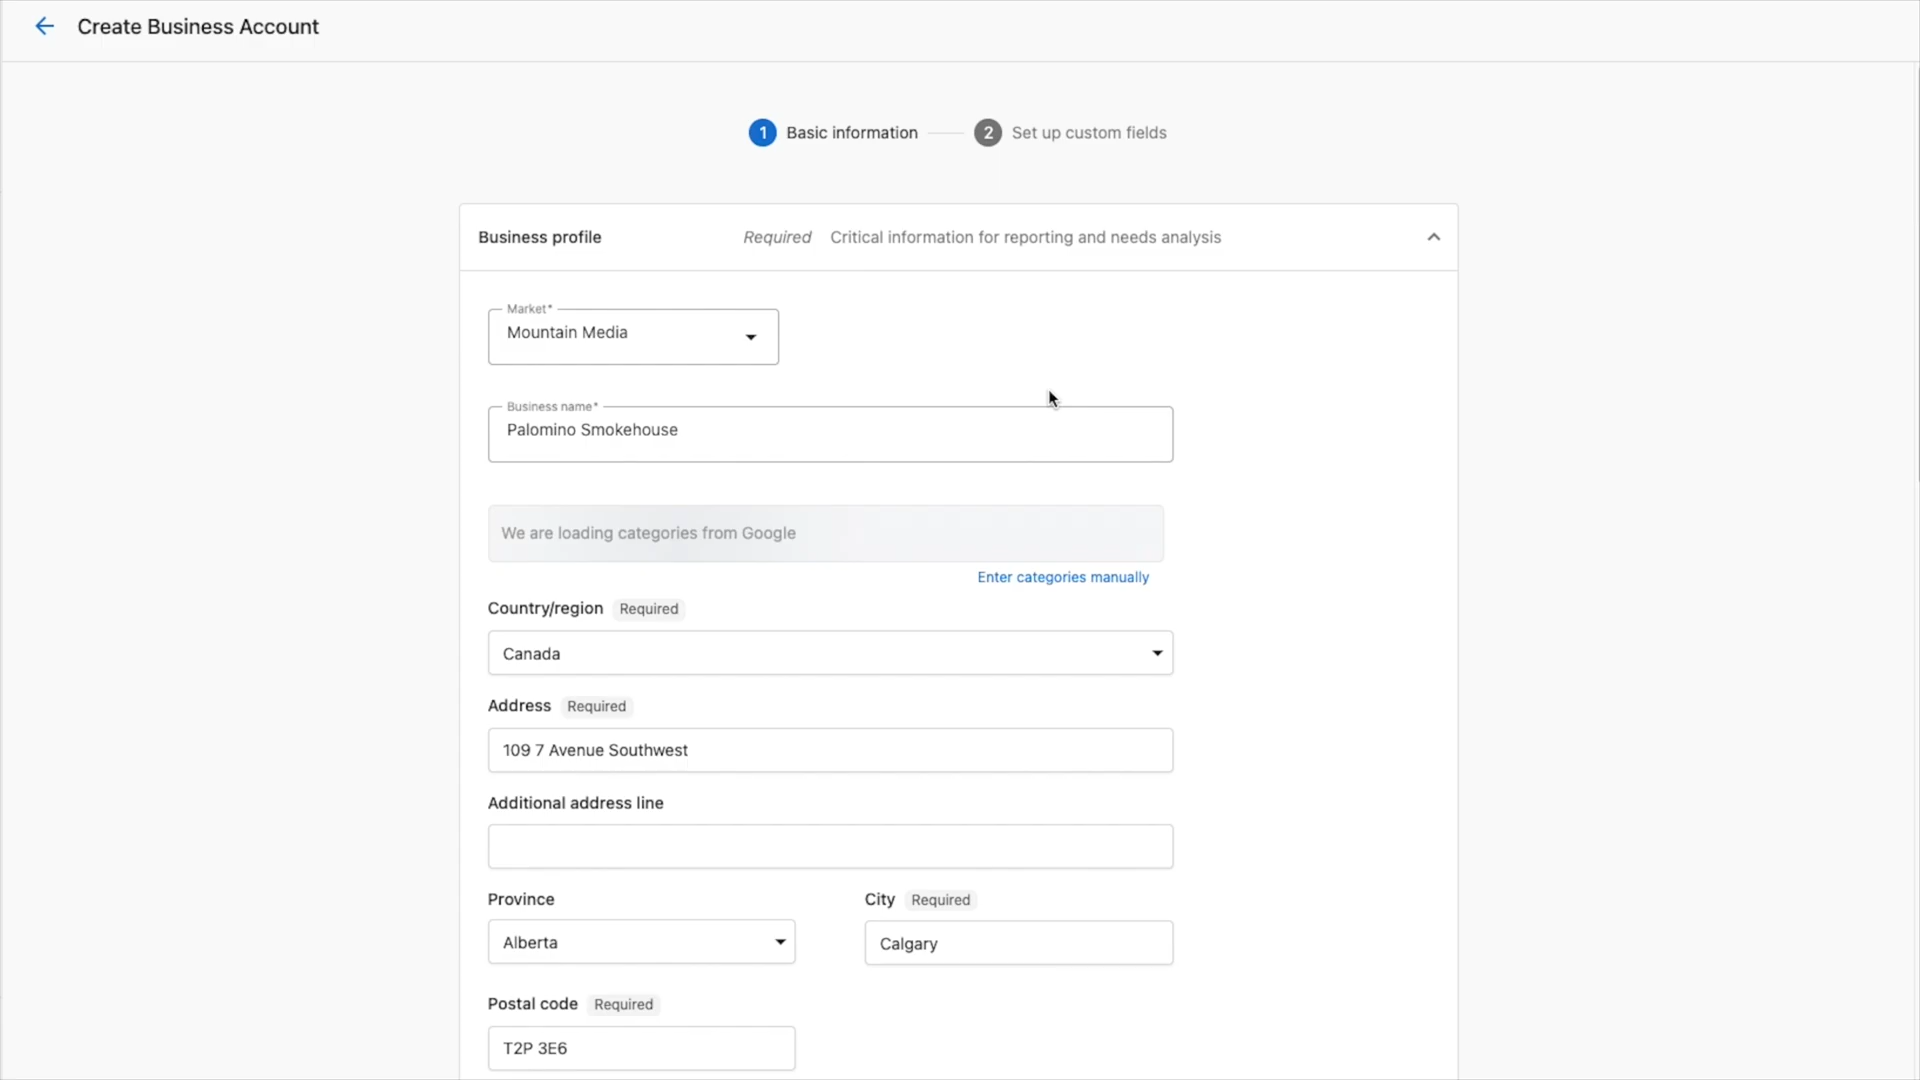 Create Business Account
1 Basic information 2 Set up custom fields
Business profile Required Critical information for reporting and needs analysis
Market*
Mountain Media
Business name*
Palomino Smokehouse
We are loading categories from Google
Enter categories manually
Country/region Required
Canada
Address Required
109 7 Avenue Southwest
Additional address line
Province City Required
Alberta Calgary
Postal code Required
T2P 3E6